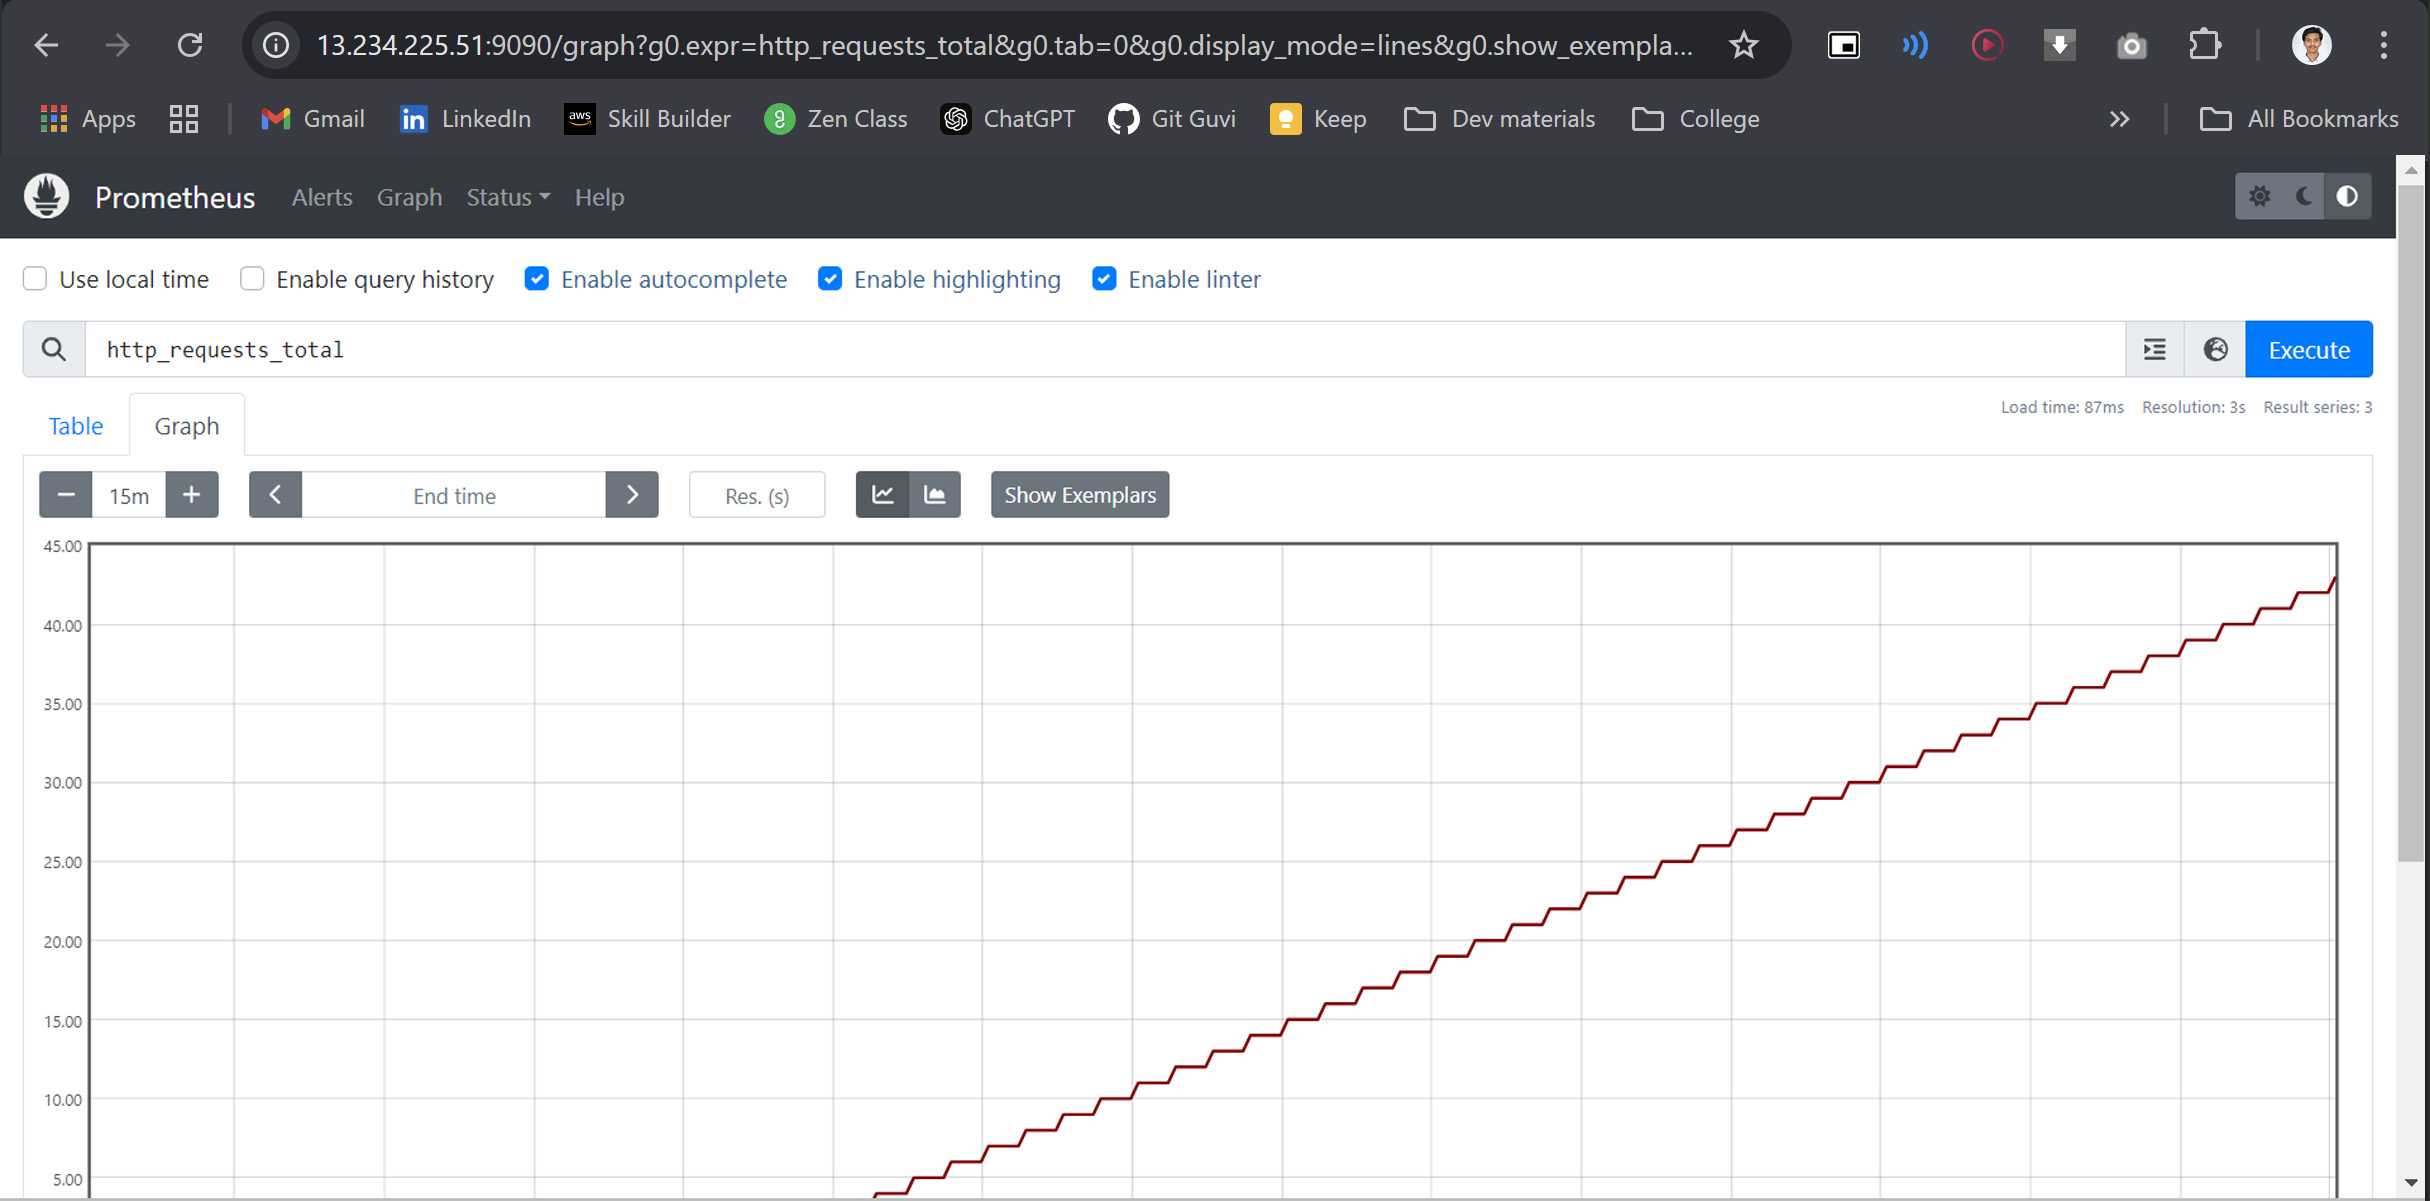 13.234.225.51:9090/graph?g0.expr=http_requests_total&g0.tab=0&g0.display_mode=lines&g0.show_exempla...
Apps Gmail LinkedIn aws Skill Builder Zen Class ChatGPT Git Guvi Keep Dev materials College » All Bookmarks
Prometheus Alerts Graph Status Help
Use local time Enable query history Enable autocomplete Enable highlighting Enable linter
http_requests_total Execute
Table Graph Load time: 87ms Resolution: 3s Result series: 3
− 15m + End time Res. (s) Show Exemplars
45.00
40.00
35.00
30.00
25.00
20.00
15.00
10.00
5.00